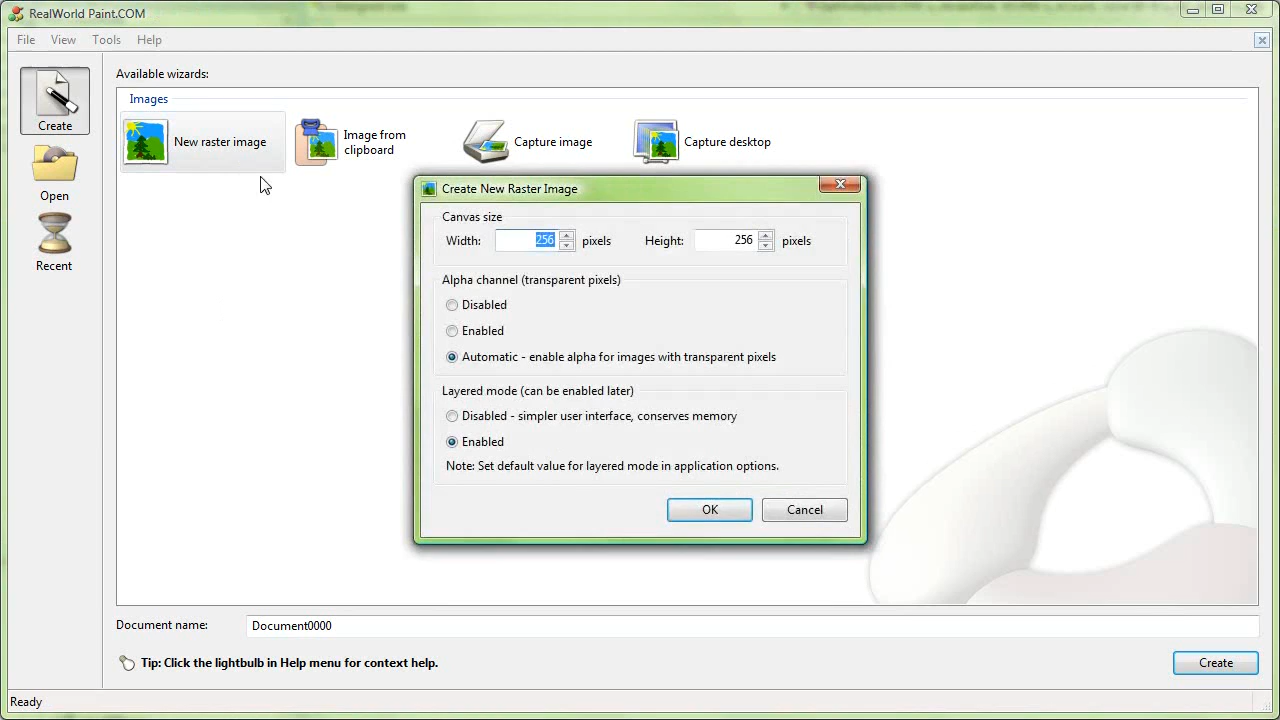 RealWorld Paint.COM
File View Tools Help
Available wizards:
Create
Open
Recent
Images
New raster image
Image from
clipboard
Capture image
Capture desktop
Create New Raster Image
Canvas size
Width: 256 pixels Height: 256 pixels
Alpha channel (transparent pixels)
Disabled
Enabled
Automatic - enable alpha for images with transparent pixels
Layered mode (can be enabled later)
Disabled - simpler user interface, conserves memory
Enabled
Note: Set default value for layered mode in application options.
OK Cancel
Document name: Document0000
Tip: Click the lightbulb in Help menu for context help.
Create
Ready